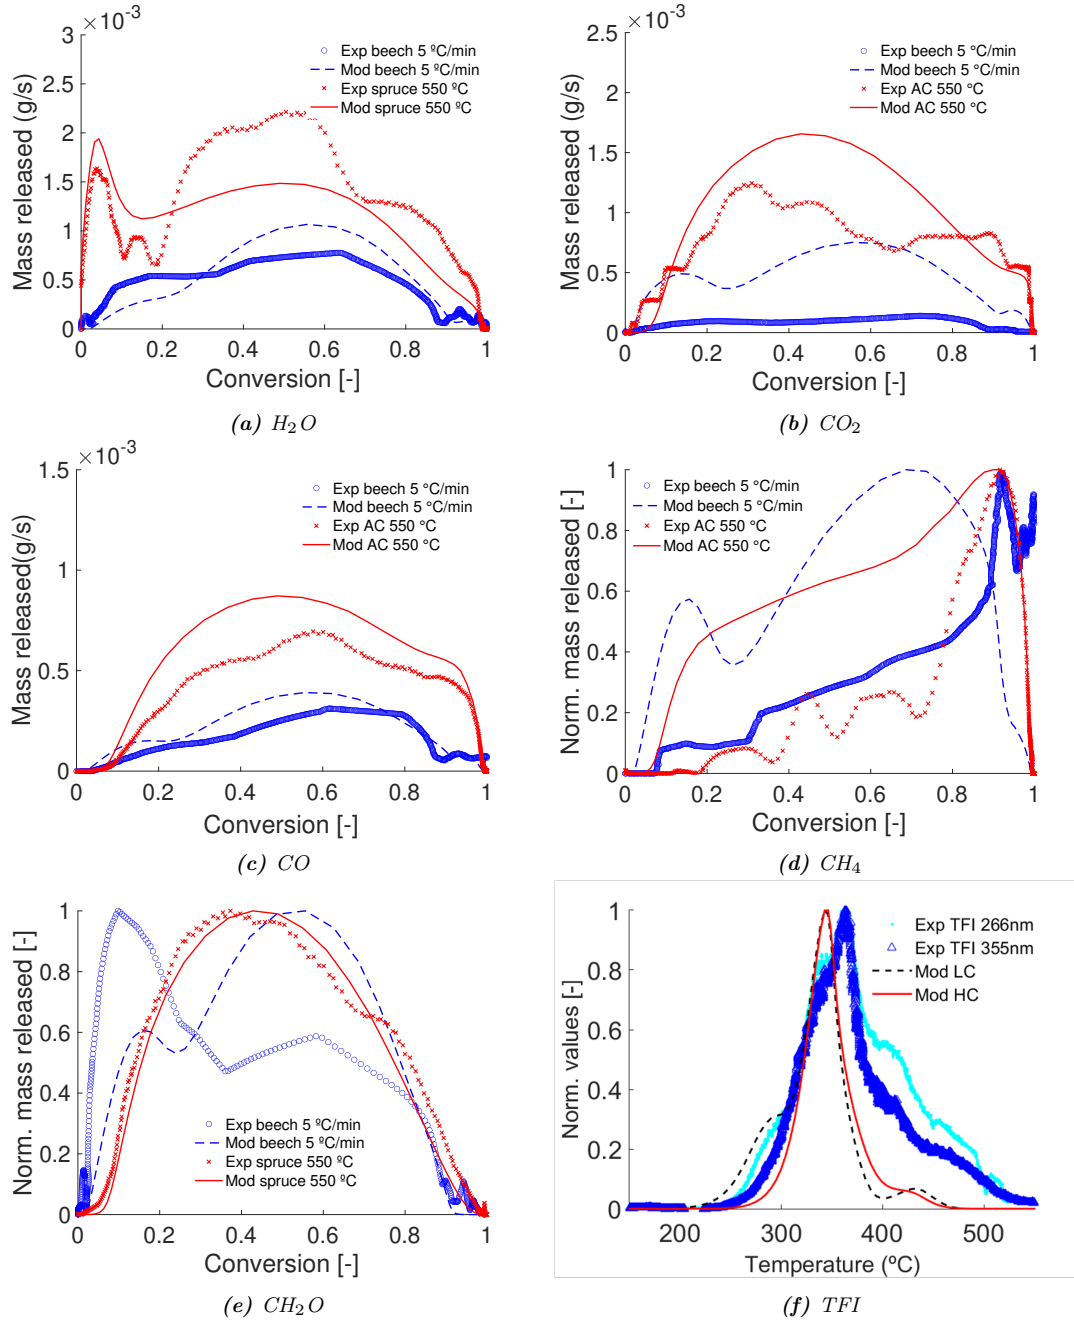 ×10⁻³
3
2.5
2
1.5
1
0.5
0
Mass released (g/s)
Exp beech 5 ºC/min
Mod beech 5 ºC/min
Exp spruce 550 ºC
Mod spruce 550 ºC
0 0.2 0.4 0.6 0.8 1
Conversion [-]
(a) H₂O
×10⁻³
2.5
2
1.5
1
0.5
0
Mass released (g/s)
Exp beech 5 °C/min
Mod beech 5 °C/min
Exp AC 550 °C
Mod AC 550 °C
0 0.2 0.4 0.6 0.8 1
Conversion [-]
(b) CO₂
×10⁻³
1.5
1
0.5
0
Mass released(g/s)
Exp beech 5 °C/min
Mod beech 5 °C/min
Exp AC 550 °C
Mod AC 550 °C
0 0.2 0.4 0.6 0.8 1
Conversion [-]
(c) CO
1
0.8
0.6
0.4
0.2
0
Norm. mass released [-]
Exp beech 5 °C/min
Mod beech 5 °C/min
Exp AC 550 °C
Mod AC 550 °C
0 0.2 0.4 0.6 0.8 1
Conversion [-]
(d) CH₄
1
0.8
0.6
0.4
0.2
0
Norm. mass released [-]
Exp beech 5 ºC/min
Mod beech 5 ºC/min
Exp spruce 550 ºC
Mod spruce 550 ºC
0 0.2 0.4 0.6 0.8 1
Conversion [-]
(e) CH₂O
1
0.8
0.6
0.4
0.2
0
Norm. values [-]
Exp TFI 266nm
Exp TFI 355nm
Mod LC
Mod HC
200 300 400 500
Temperature (ºC)
(f) TFI